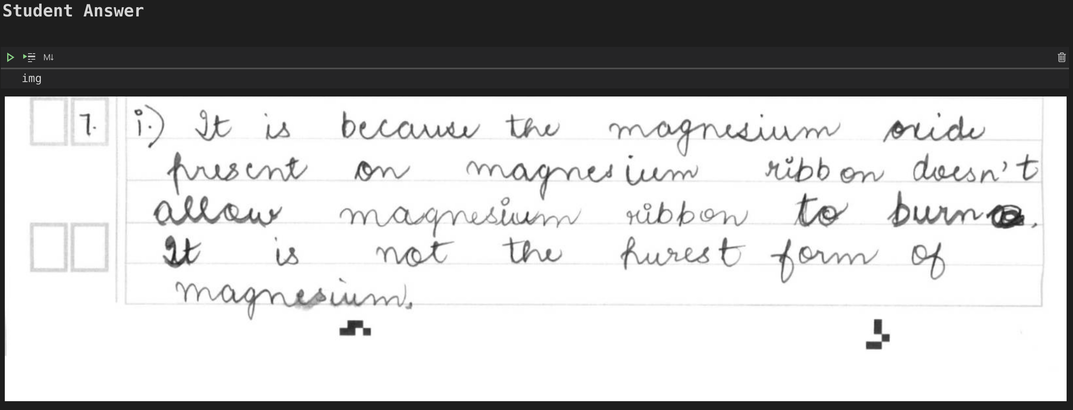 Student Answer
M↓
img
7. i.) It is because the magnesium oxide
present on magnesium ribbon doesn't
allow magnesium ribbon to burn.
It is not the purest form of
magnesium.